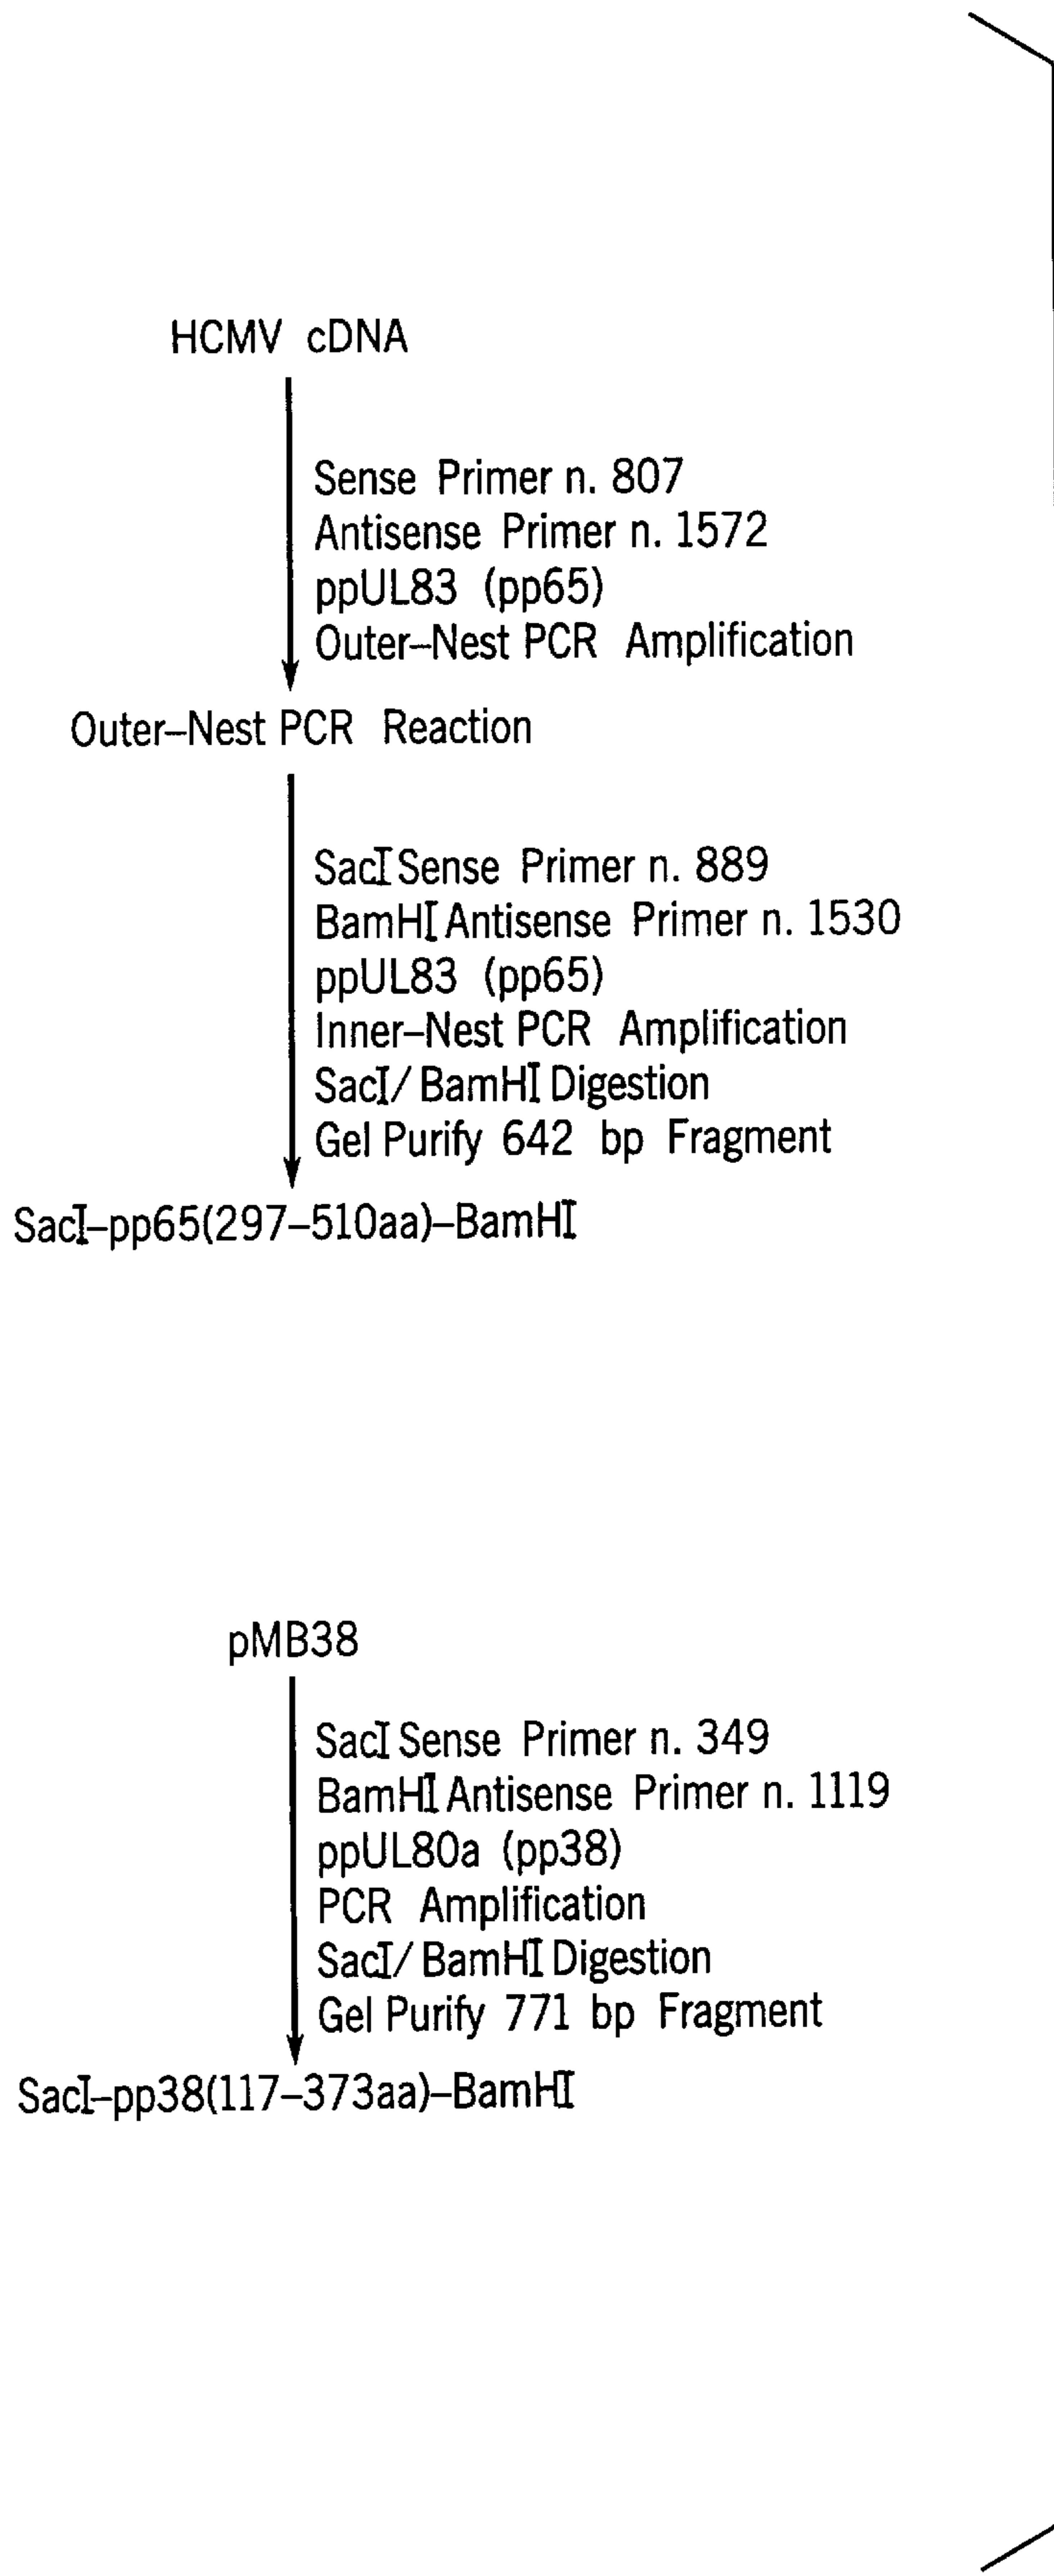 HCMV cDNA
Sense Primer n. 807
Antisense Primer n. 1572
ppUL83 (pp65)
Outer–Nest PCR Amplification
Outer–Nest PCR Reaction
SacI Sense Primer n. 889
BamHI Antisense Primer n. 1530
ppUL83 (pp65)
Inner–Nest PCR Amplification
SacI/BamHI Digestion
Gel Purify 642 bp Fragment
SacI–pp65(297–510aa)–BamHI
pMB38
SacI Sense Primer n. 349
BamHI Antisense Primer n. 1119
ppUL80a (pp38)
PCR Amplification
SacI/BamHI Digestion
Gel Purify 771 bp Fragment
SacI–pp38(117–373aa)–BamHI